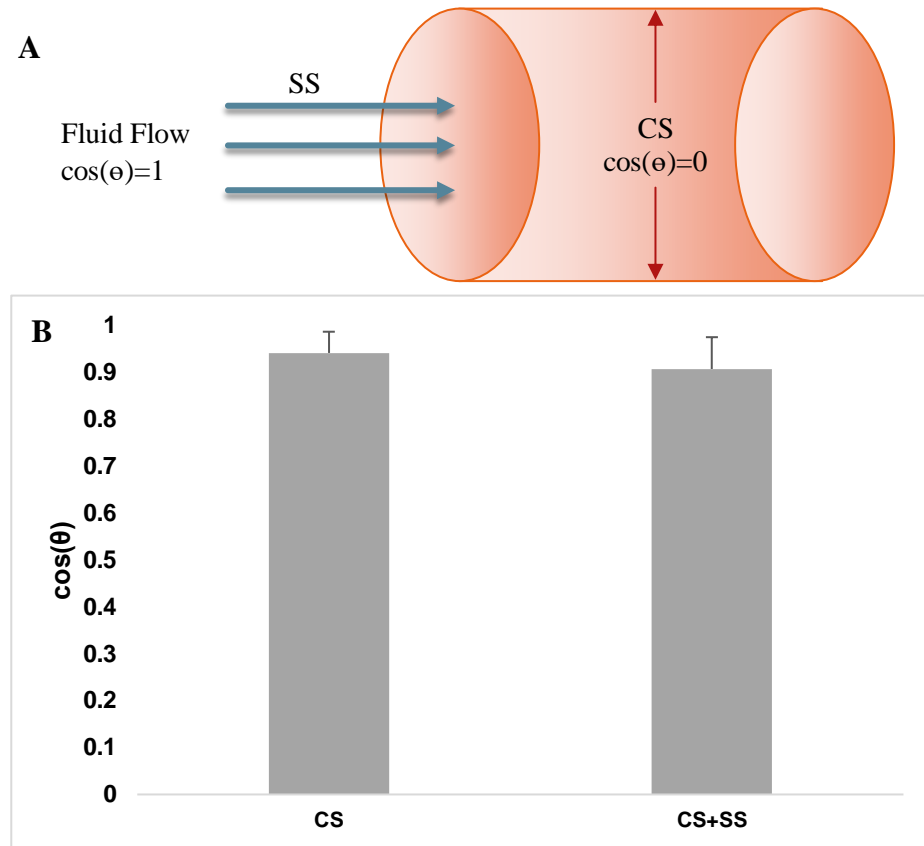 A
SS
Fluid Flow
cos(ɵ)=1
CS
cos(ɵ)=0
B
1
0.9
0.8
0.7
0.6
0.5
0.4
0.3
0.2
0.1
0
cos(θ)
CS
CS+SS